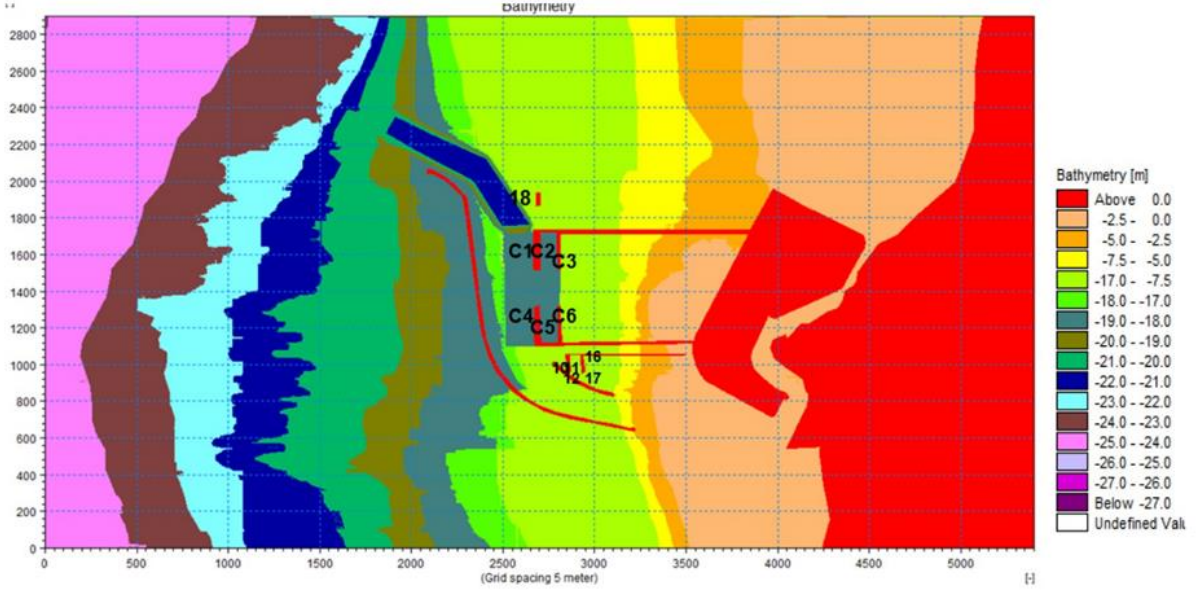 Bathymetry
2800
2600
2400
2200
2000
1800
1600
1400
1200
1000
800
600
400
200
0
18
C1 C2
C3
C4 C6
C5
16
12 17
0 500 1000 1500 2000 2500 3000 3500 4000 4500 5000
(Grid spacing 5 meter) [-]
Bathymetry [m]
Above 0.0
-2.5 - 0.0
-5.0 - -2.5
-7.5 - -5.0
-17.0 - -7.5
-18.0 - -17.0
-19.0 - -18.0
-20.0 - -19.0
-21.0 - -20.0
-22.0 - -21.0
-23.0 - -22.0
-24.0 - -23.0
-25.0 - -24.0
-26.0 - -25.0
-27.0 - -26.0
Below -27.0
Undefined Valu